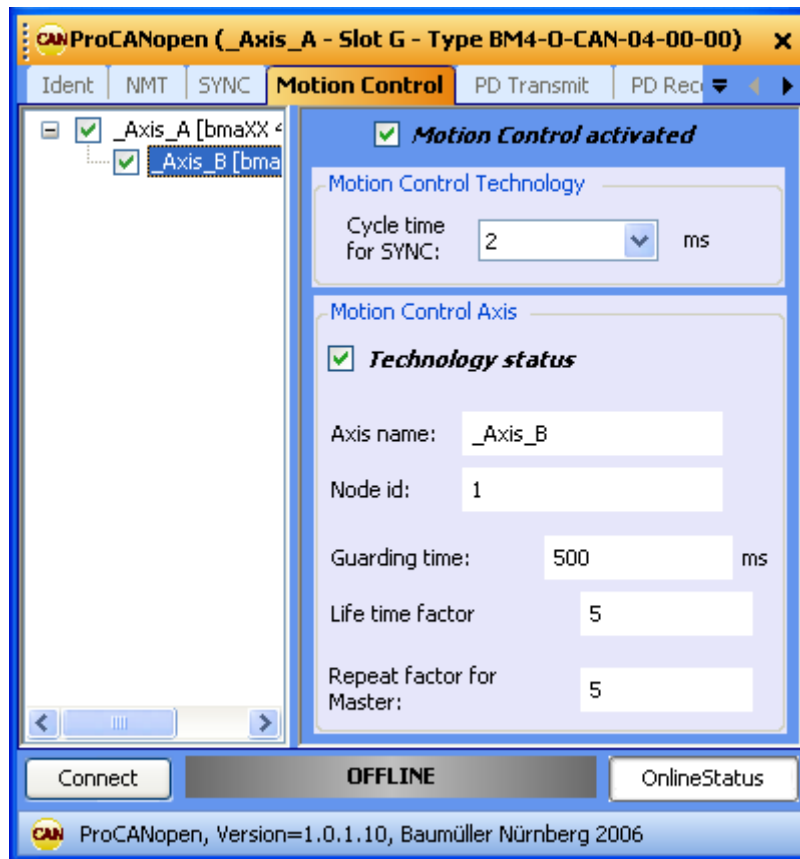 CAN ProCANopen (_Axis_A - Slot G - Type BM4-O-CAN-04-00-00)
Ident NMT SYNC Motion Control PD Transmit PD Rec
_Axis_A [bmaXX 4
_Axis_B [bma
Motion Control activated
Motion Control Technology
Cycle time
for SYNC:
2 ms
Motion Control Axis
Technology status
Axis name: _Axis_B
Node id: 1
Guarding time: 500 ms
Life time factor 5
Repeat factor for
Master:
5
Connect OFFLINE OnlineStatus
CAN ProCANopen, Version=1.0.1.10, Baumüller Nürnberg 2006